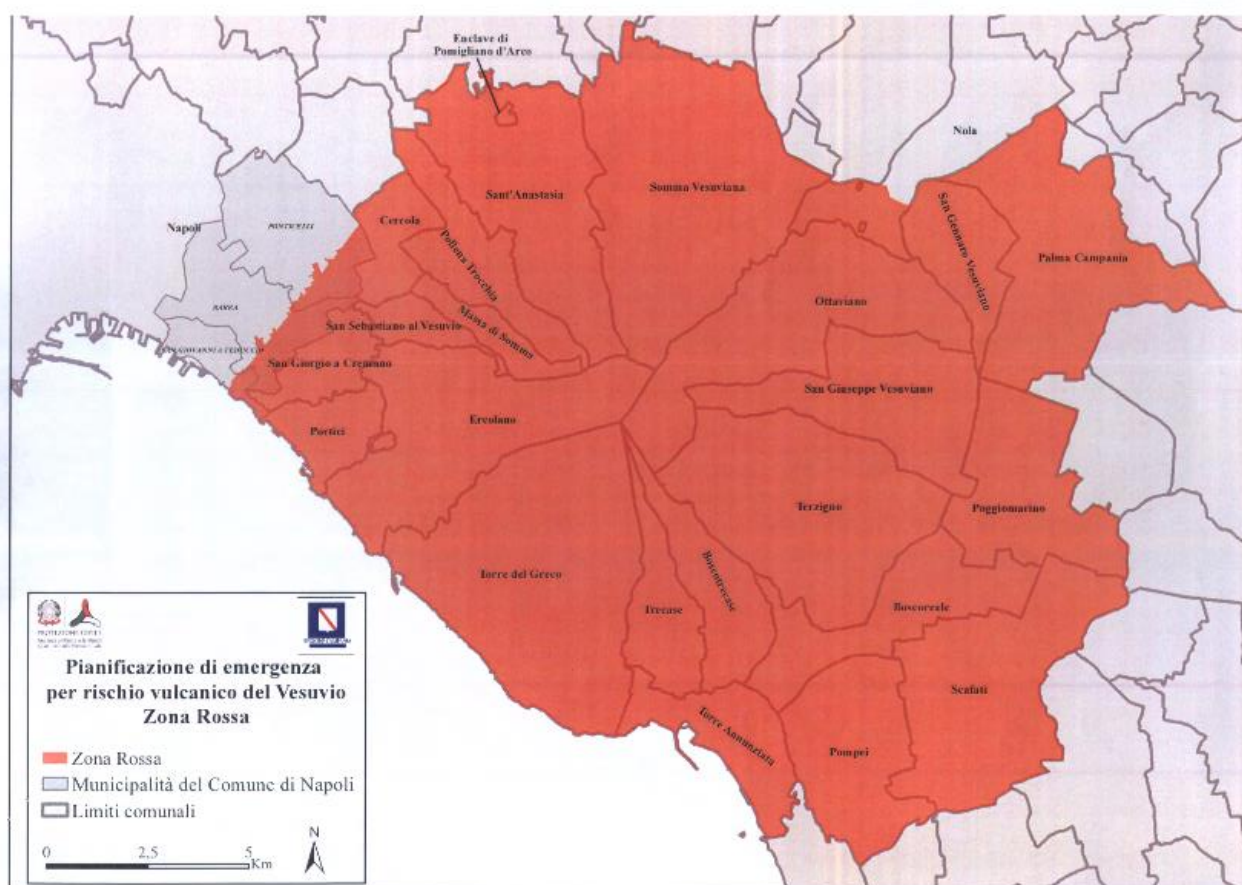 Enclave di
Pomigliano d'Arco
Nola
Somma Vesuviana
Sant'Anastasia
San Gennaro Vesuviano
Cercola
Napoli
PONTICELLI
Pollena Trocchia
Palma Campania
Ottaviano
BARRA
Massa di Somma
San Sebastiano al Vesuvio
SAN GIOVANNI A TEDUCCIO
San Giorgio a Cremano
San Giuseppe Vesuviano
Ercolano
Portici
Terzigno
Poggiomarino
Torre del Greco
Boscotrecase
Trecase
Boscoreale
Scafati
Torre Annunziata
Pompei
PROTEZIONE CIVILE
Pianificazione di emergenza
per rischio vulcanico del Vesuvio
Zona Rossa
Zona Rossa
Municipalità del Comune di Napoli
Limiti comunali
N
0 2,5 5
Km